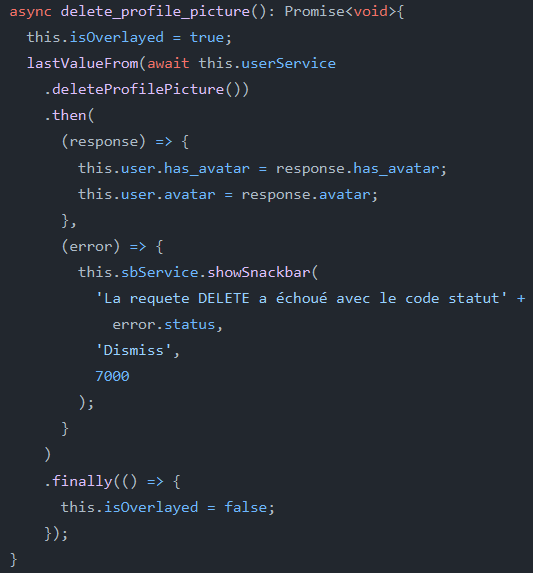 async delete_profile_picture(): Promise<void>{
  this.isOverlayed = true;
  lastValueFrom(await this.userService
    .deleteProfilePicture())
    .then(
      (response) => {
        this.user.has_avatar = response.has_avatar;
        this.user.avatar = response.avatar;
      },
      (error) => {
        this.sbService.showSnackbar(
          'La requete DELETE a échoué avec le code statut' +
            error.status,
          'Dismiss',
          7000
        );
      }
    )
    .finally(() => {
      this.isOverlayed = false;
    });
}